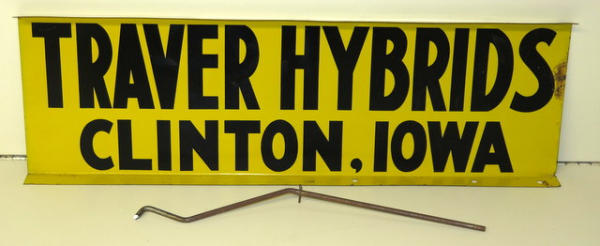 TRAVER HYBRIDS
CLINTON, IOWA